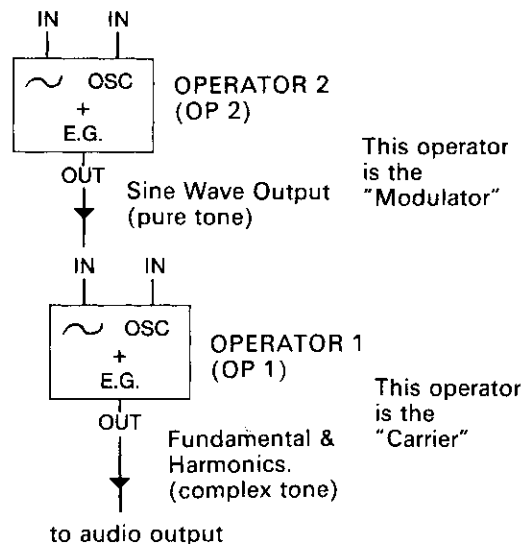 IN IN
OSC
+
E.G.
OPERATOR 2
(OP 2)
This operator
is the
"Modulator"
OUT
Sine Wave Output
(pure tone)
IN IN
OSC
+
E.G.
OPERATOR 1
(OP 1)
This operator
is the
"Carrier"
OUT
Fundamental &
Harmonics.
(complex tone)
to audio output